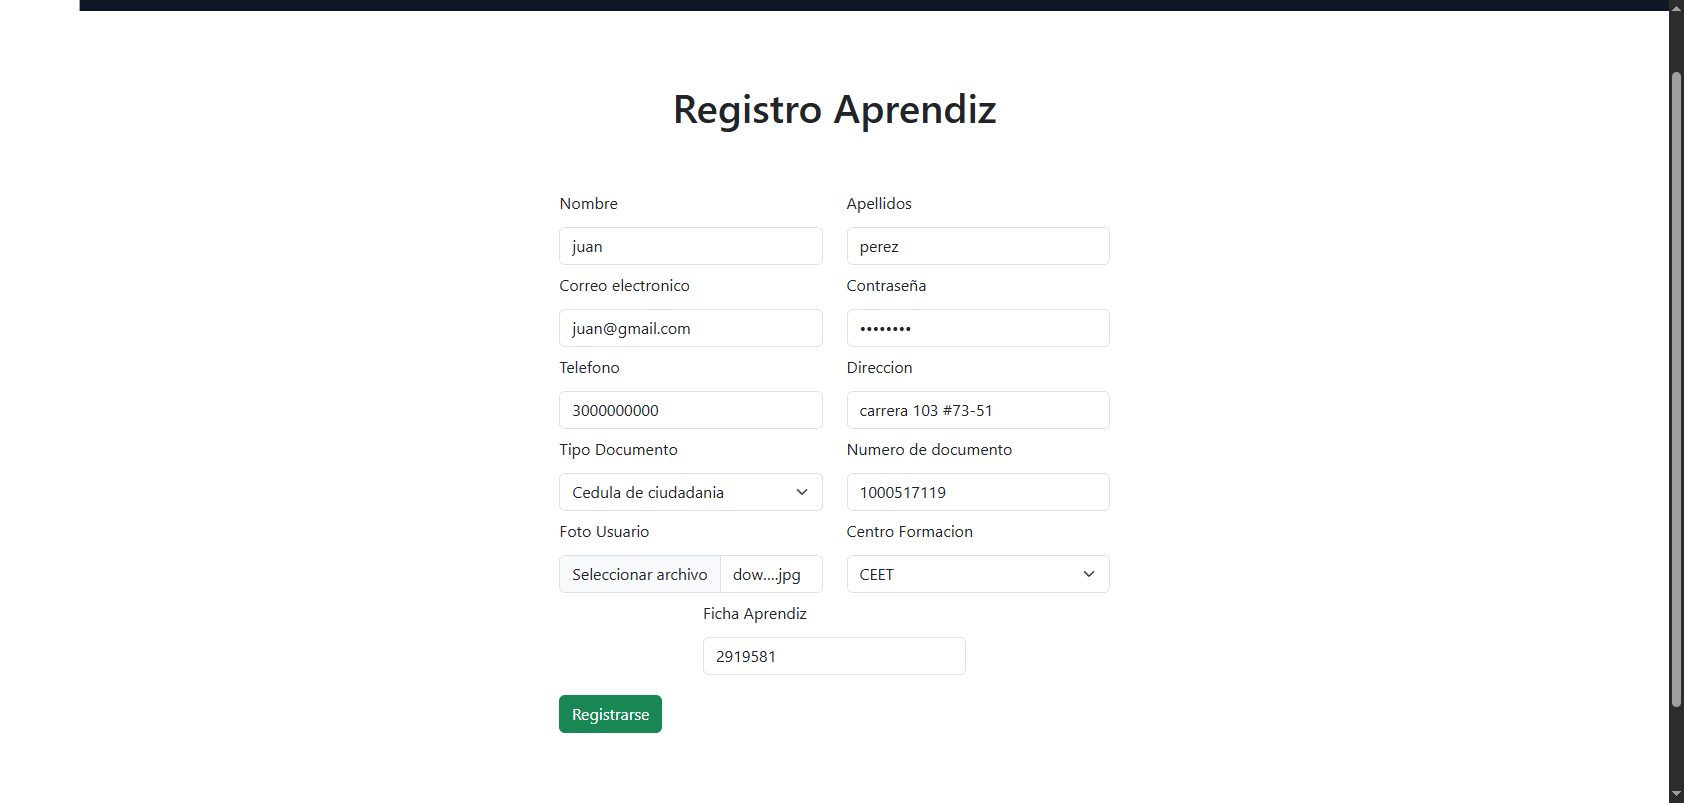 Registro Aprendiz
Nombre Apellidos
juan perez
Correo electronico Contraseña
juan@gmail.com ••••••••
Telefono Direccion
3000000000 carrera 103 #73-51
Tipo Documento Numero de documento
Cedula de ciudadania 1000517119
Foto Usuario Centro Formacion
Seleccionar archivo dow....jpg CEET
Ficha Aprendiz
2919581
Registrarse